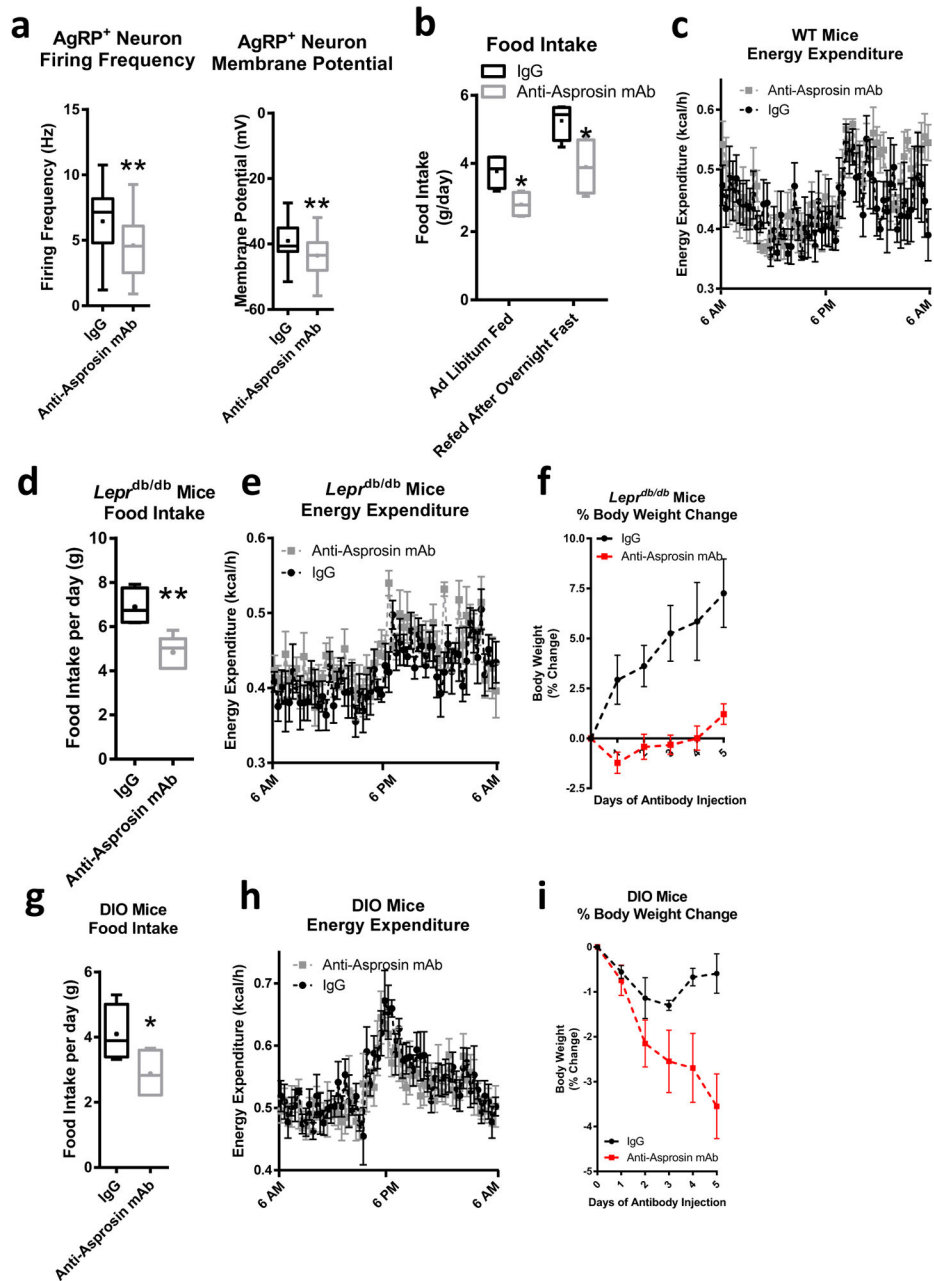 a
AgRP+ Neuron
Firing Frequency
Firing Frequency (Hz)
15
10
5
0
**
IgG
Anti-Asprosin mAb
AgRP+ Neuron
Membrane Potential
Membrane Potential (mV)
0
-20
-40
-60
**
IgG
Anti-Asprosin mAb
b
Food Intake
IgG
Anti-Asprosin mAb
Food Intake
(g/day)
6
4
2
0
*
*
Ad Libitum Fed
Refed After Overnight Fast
c
WT Mice
Energy Expenditure
Anti-Asprosin mAb
IgG
Energy Expenditure (kcal/h)
0.6
0.5
0.4
0.3
6 AM
6 PM
6 AM
d
Lepr db/db Mice
Food Intake
Food Intake per day (g)
10
8
6
4
2
0
**
IgG
Anti-Asprosin mAb
e
Lepr db/db Mice
Energy Expenditure
Anti-Asprosin mAb
IgG
Energy Expenditure (kcal/h)
0.6
0.5
0.4
0.3
6 AM
6 PM
6 AM
f
Lepr db/db Mice
% Body Weight Change
IgG
Anti-Asprosin mAb
Body Weight
(% Change)
10.0
7.5
5.0
2.5
0.0
-2.5
1
2
3
4
5
Days of Antibody Injection
g
DIO Mice
Food Intake
Food Intake per day (g)
6
4
2
0
*
IgG
Anti-Asprosin mAb
h
DIO Mice
Energy Expenditure
Anti-Asprosin mAb
IgG
Energy Expenditure (kcal/h)
0.7
0.6
0.5
0.4
6 AM
6 PM
6 AM
i
DIO Mice
% Body Weight Change
Body Weight
(% Change)
-0
-1
-2
-3
-4
-5
IgG
Anti-Asprosin mAb
0
1
2
3
4
5
Days of Antibody Injection